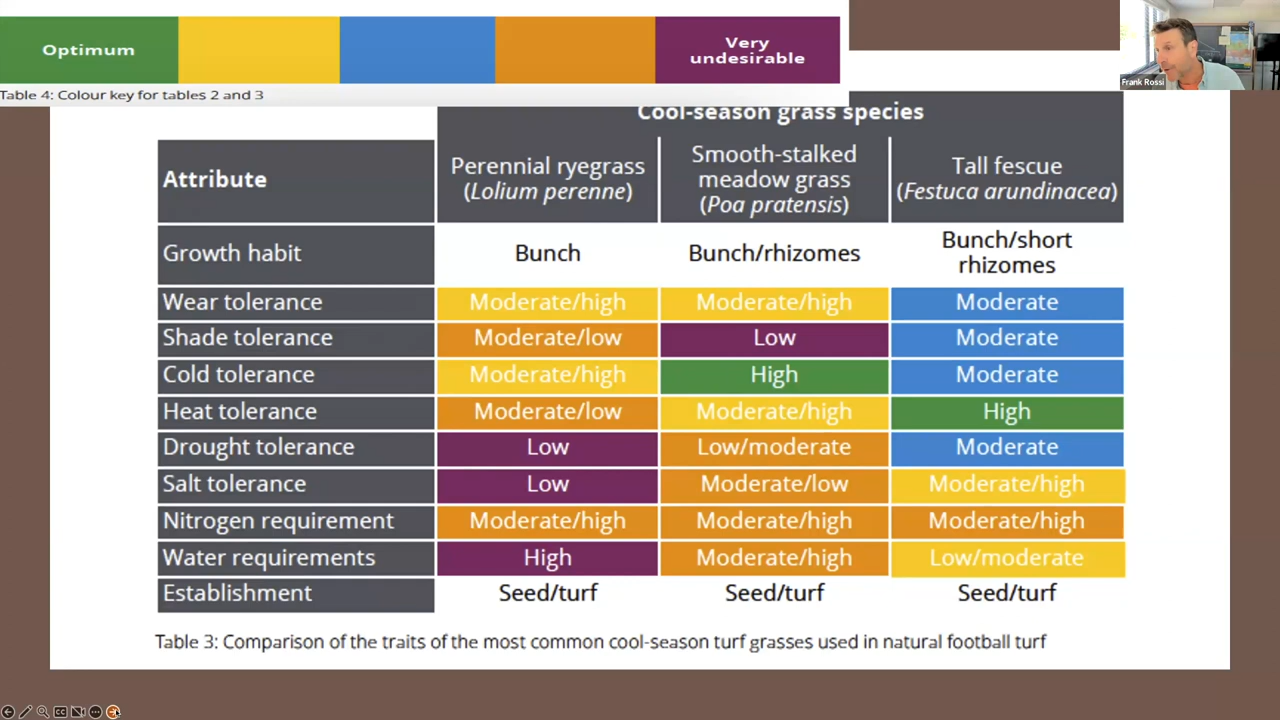 Optimum
Very
undesirable
Table 4: Colour key for tables 2 and 3
Frank Rossi
Cool-season grass species
Attribute
Perennial ryegrass
(Lolium perenne)
Smooth-stalked
meadow grass
(Poa pratensis)
Tall fescue
(Festuca arundinacea)
Growth habit
Bunch
Bunch/rhizomes
Bunch/short
rhizomes
Wear tolerance
Moderate/high
Moderate/high
Moderate
Shade tolerance
Moderate/low
Low
Moderate
Cold tolerance
Moderate/high
High
Moderate
Heat tolerance
Moderate/low
Moderate/high
High
Drought tolerance
Low
Low/moderate
Moderate
Salt tolerance
Low
Moderate/low
Moderate/high
Nitrogen requirement
Moderate/high
Moderate/high
Moderate/high
Water requirements
High
Moderate/high
Low/moderate
Establishment
Seed/turf
Seed/turf
Seed/turf
Table 3: Comparison of the traits of the most common cool-season turf grasses used in natural football turf
CC